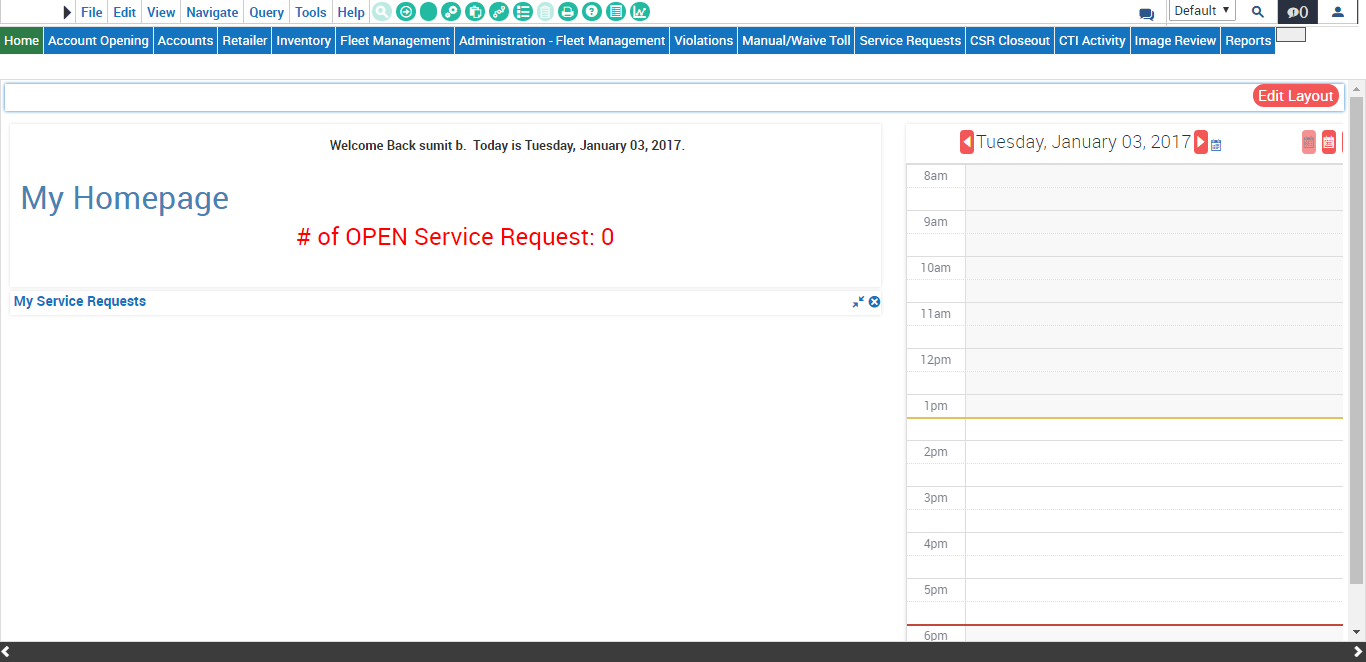 File Edit View Navigate Query Tools Help Default 0
Home Account Opening Accounts Retailer Inventory Fleet Management Administration - Fleet Management Violations Manual/Waive Toll Service Requests CSR Closeout CTI Activity Image Review Reports
Edit Layout
Welcome Back sumit b. Today is Tuesday, January 03, 2017.
My Homepage
# of OPEN Service Request: 0
My Service Requests
Tuesday, January 03, 2017
8am
9am
10am
11am
12pm
1pm
2pm
3pm
4pm
5pm
6pm